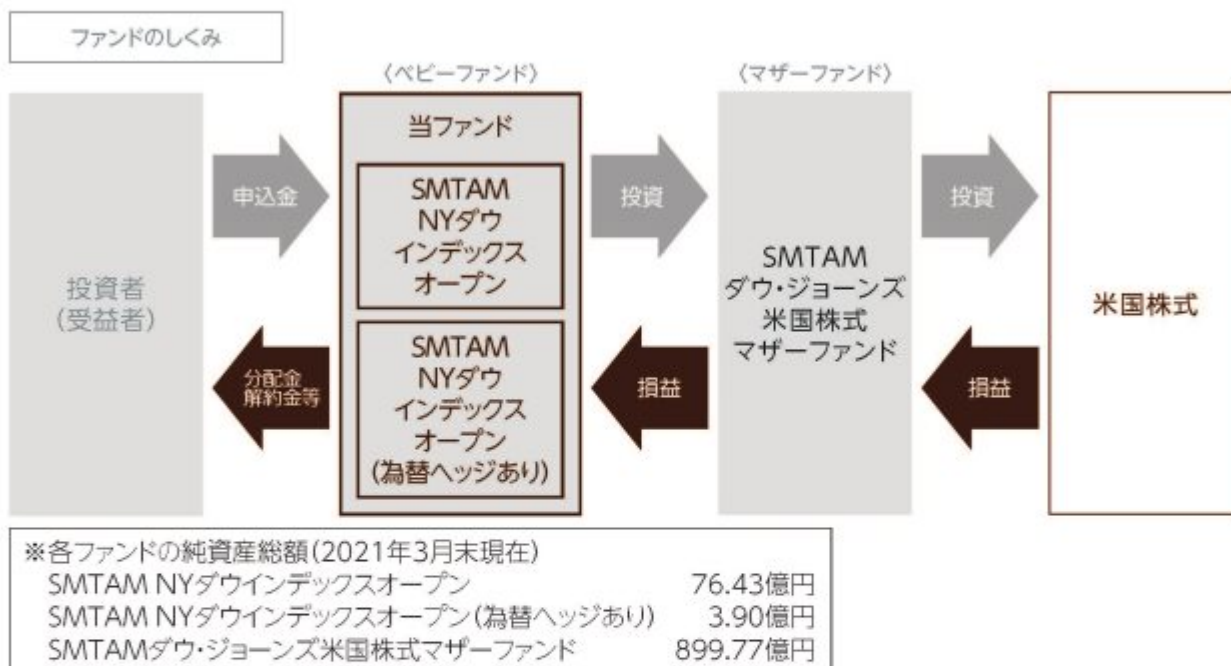 ファンドのしくみ
〈ベビーファンド〉
〈マザーファンド〉
投資者
(受益者)
申込金
分配金
解約金等
当ファンド
SMTAM
NYダウ
インデックス
オープン
SMTAM
NYダウ
インデックス
オープン
(為替ヘッジあり)
投資
損益
SMTAM
ダウ・ジョーンズ
米国株式
マザーファンド
投資
損益
米国株式
※各ファンドの純資産総額(2021年3月末現在)
SMTAM NYダウインデックスオープン 76.43億円
SMTAM NYダウインデックスオープン(為替ヘッジあり) 3.90億円
SMTAMダウ・ジョーンズ米国株式マザーファンド 899.77億円